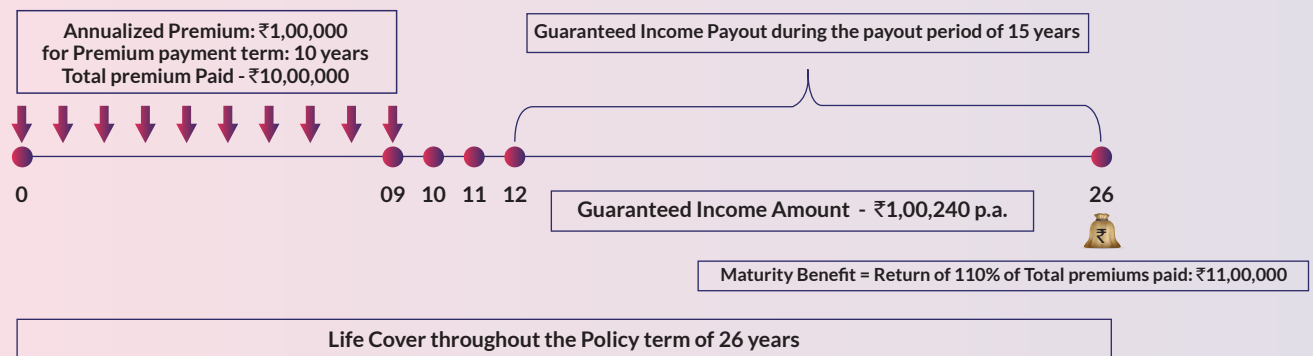 Annualized Premium: ₹1,00,000
for Premium payment term: 10 years
Total premium Paid - ₹10,00,000
Guaranteed Income Payout during the payout period of 15 years
0
09
10
11
12
26
Guaranteed Income Amount - ₹1,00,240 p.a.
₹
Maturity Benefit = Return of 110% of Total premiums paid: ₹11,00,000
Life Cover throughout the Policy term of 26 years